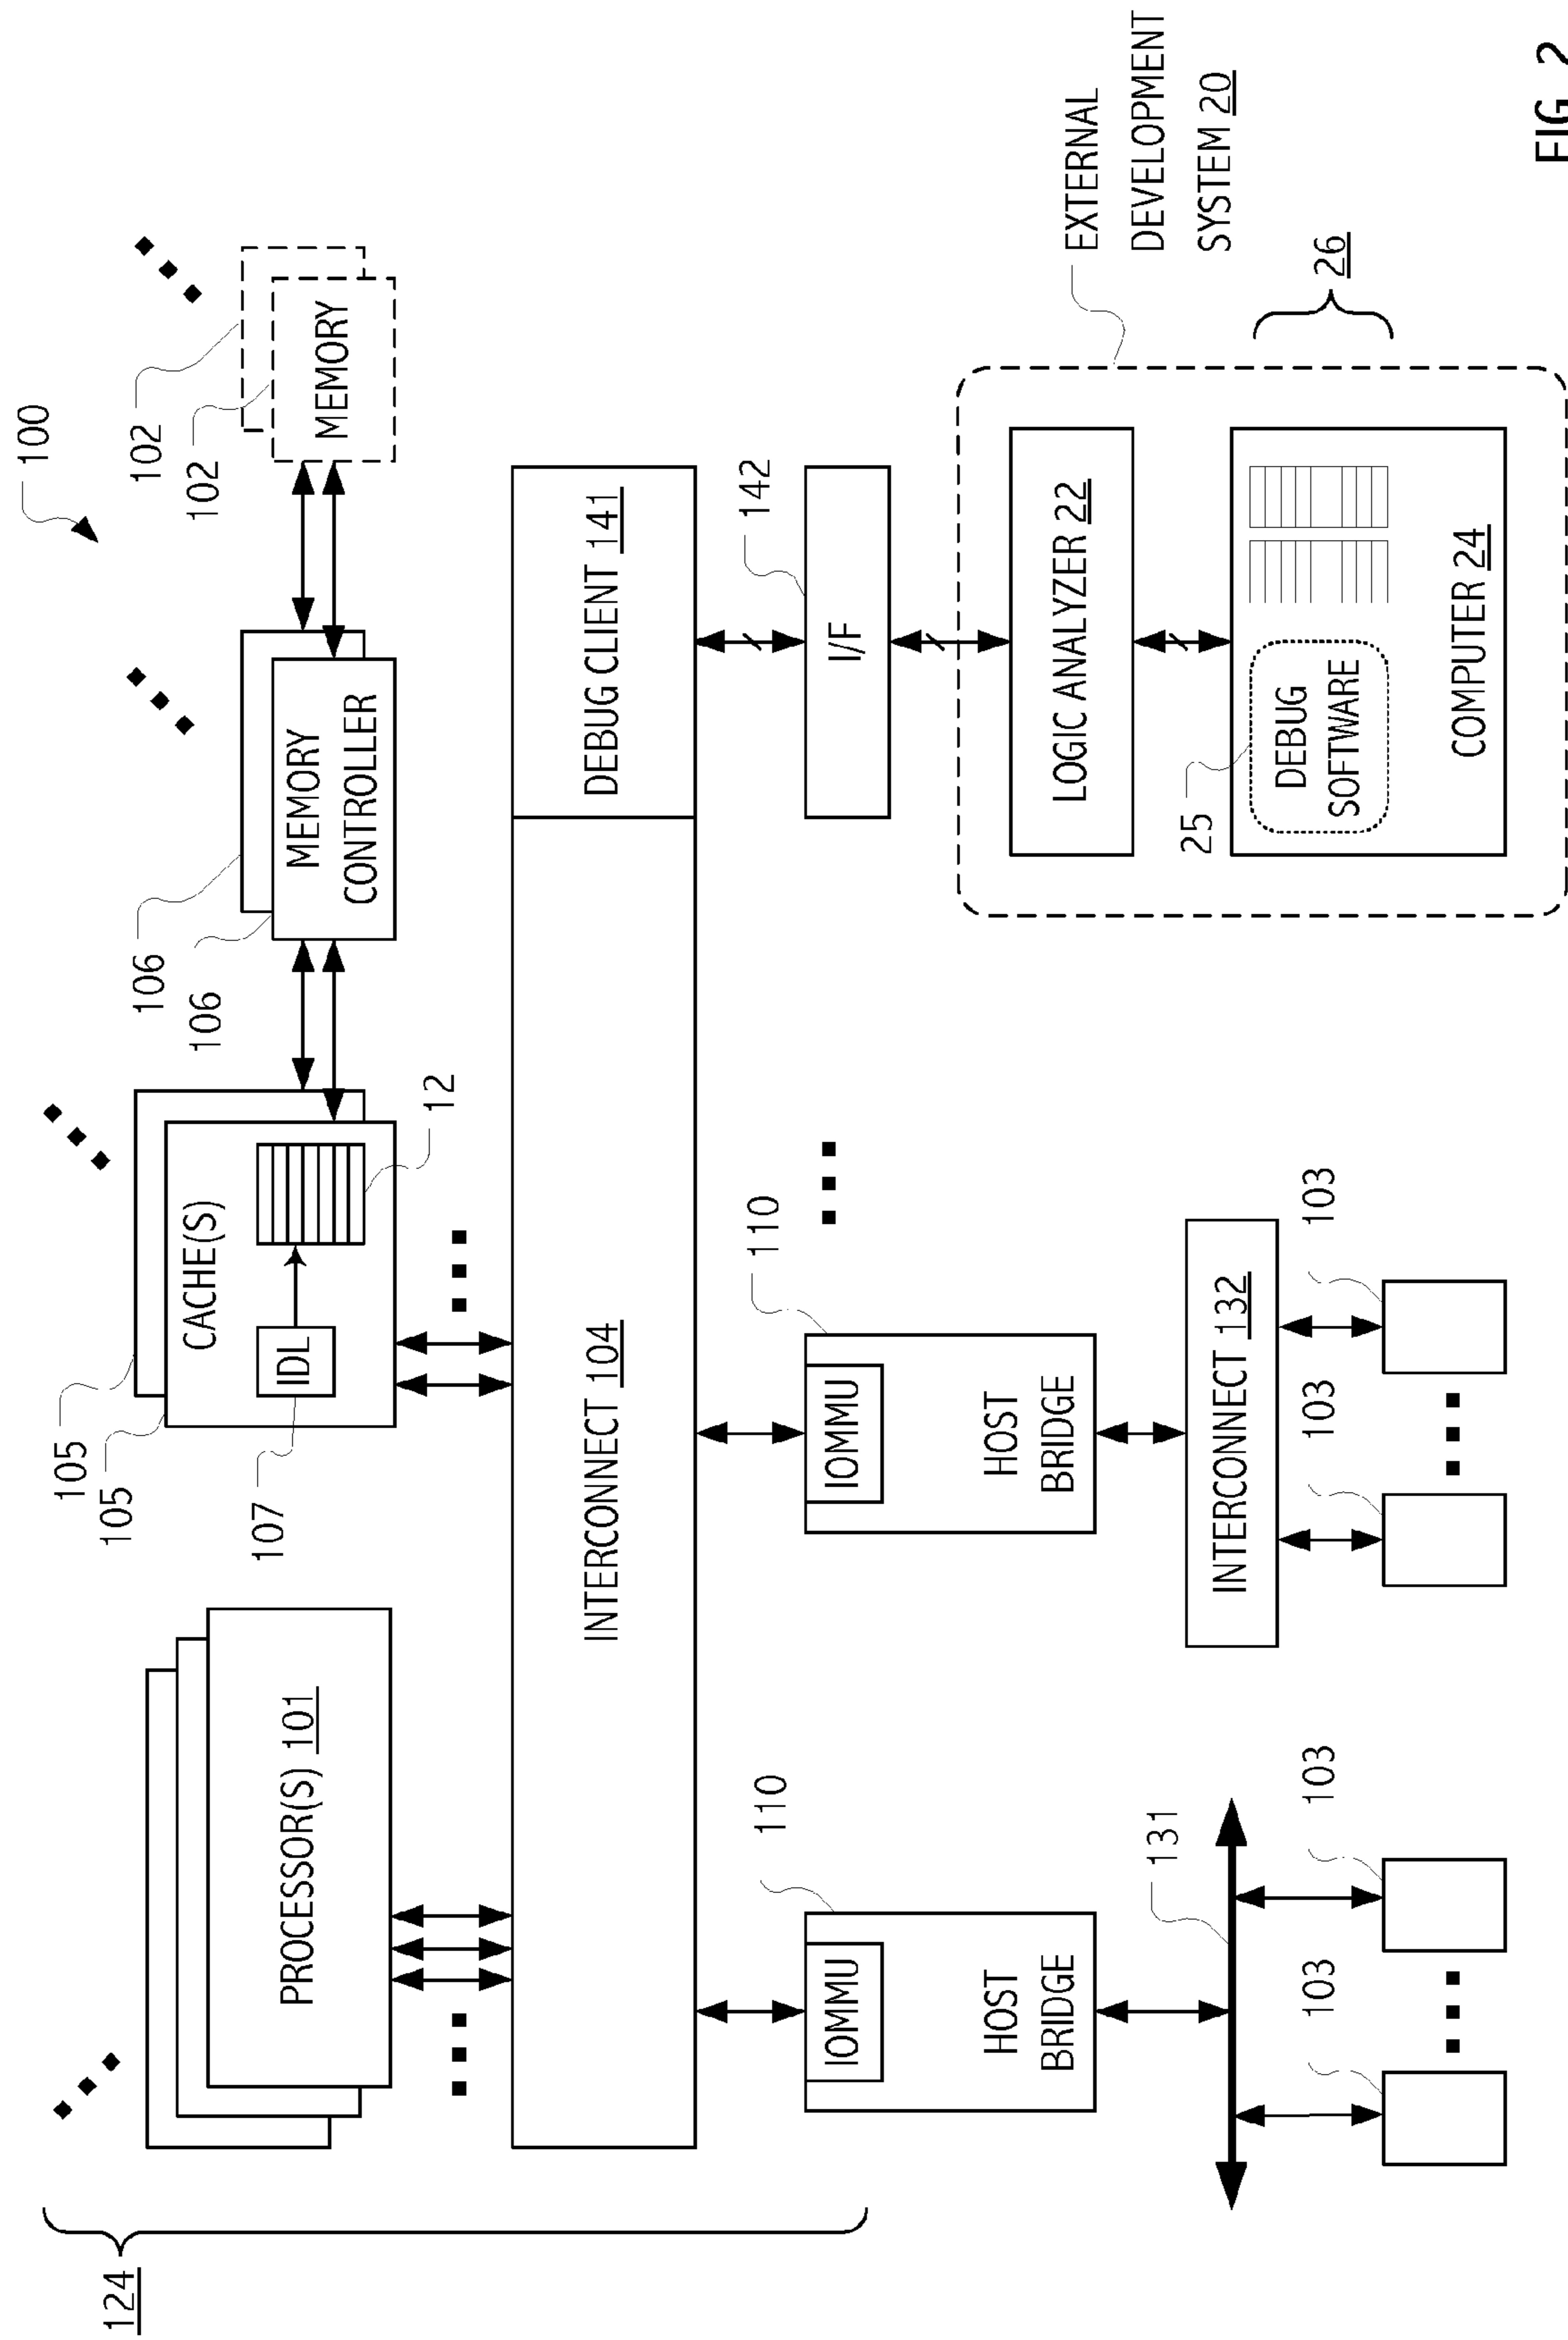 100
102
102
MEMORY
106
106
MEMORY
CONTROLLER
105
105
CACHE(S)
107
IDL
12
PROCESSOR(S) 101
124
INTERCONNECT 104
DEBUG CLIENT 141
110
IOMMU
HOST
BRIDGE
110
IOMMU
HOST
BRIDGE
142
I/F
131
103
103
INTERCONNECT 132
103
103
EXTERNAL
DEVELOPMENT
SYSTEM 20
LOGIC ANALYZER 22
25
DEBUG
SOFTWARE
COMPUTER 24
26
FIG. 2